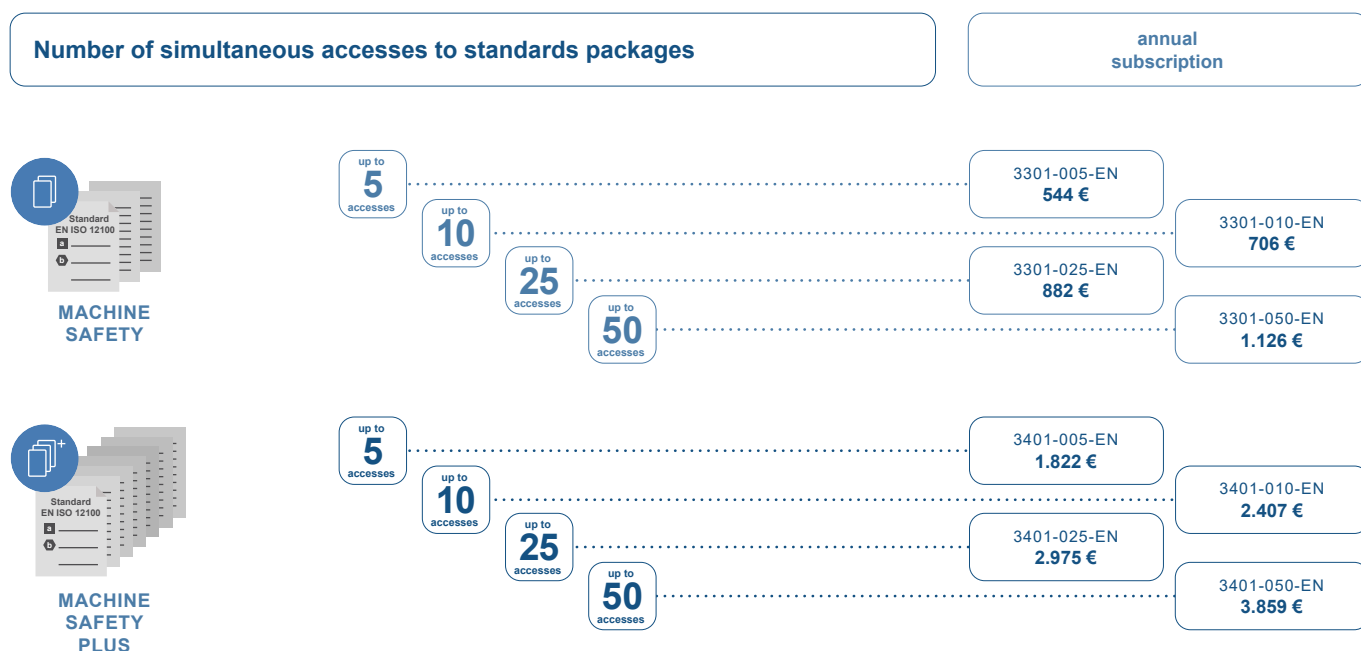 Number of simultaneous accesses to standards packages
annual
subscription
Standard
EN ISO 12100
a
b
MACHINE
SAFETY
up to
5
accesses
3301-005-EN
544 €
up to
10
accesses
3301-010-EN
706 €
up to
25
accesses
3301-025-EN
882 €
up to
50
accesses
3301-050-EN
1.126 €
Standard
EN ISO 12100
a
b
MACHINE
SAFETY
PLUS
up to
5
accesses
3401-005-EN
1.822 €
up to
10
accesses
3401-010-EN
2.407 €
up to
25
accesses
3401-025-EN
2.975 €
up to
50
accesses
3401-050-EN
3.859 €